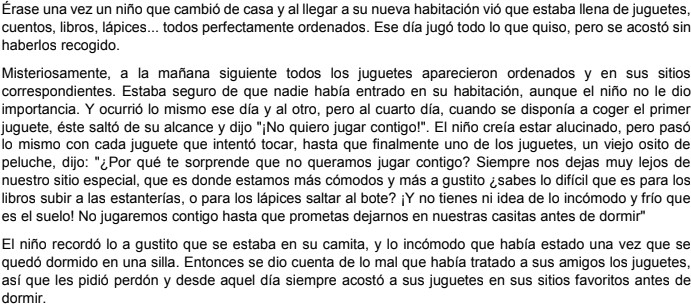 Érase una vez un niño que cambió de casa y al llegar a su nueva habitación vió que estaba llena de juguetes,
cuentos, libros, lápices... todos perfectamente ordenados. Ese día jugó todo lo que quiso, pero se acostó sin
haberlos recogido.
Misteriosamente, a la mañana siguiente todos los juguetes aparecieron ordenados y en sus sitios
correspondientes. Estaba seguro de que nadie había entrado en su habitación, aunque el niño no le dio
importancia. Y ocurrió lo mismo ese día y al otro, pero al cuarto día, cuando se disponía a coger el primer
juguete, éste saltó de su alcance y dijo "¡No quiero jugar contigo!". El niño creía estar alucinado, pero pasó
lo mismo con cada juguete que intentó tocar, hasta que finalmente uno de los juguetes, un viejo osito de
peluche, dijo: "¿Por qué te sorprende que no queramos jugar contigo? Siempre nos dejas muy lejos de
nuestro sitio especial, que es donde estamos más cómodos y más a gustito ¿sabes lo difícil que es para los
libros subir a las estanterías, o para los lápices saltar al bote? ¡Y no tienes ni idea de lo incómodo y frío que
es el suelo! No jugaremos contigo hasta que prometas dejarnos en nuestras casitas antes de dormir"
El niño recordó lo a gustito que se estaba en su camita, y lo incómodo que había estado una vez que se
quedó dormido en una silla. Entonces se dio cuenta de lo mal que había tratado a sus amigos los juguetes,
así que les pidió perdón y desde aquel día siempre acostó a sus juguetes en sus sitios favoritos antes de
dormir.